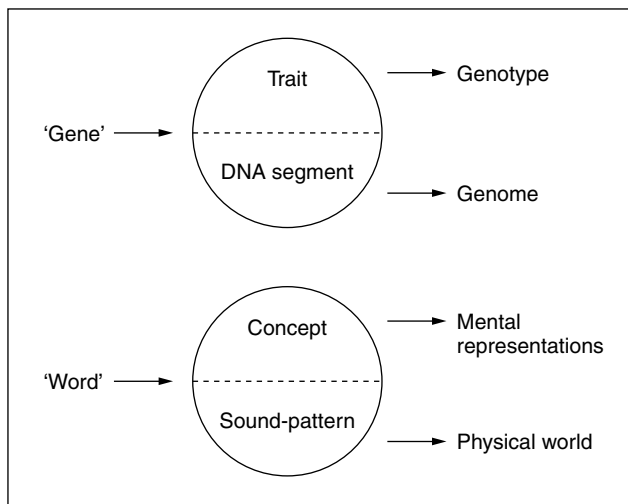 Trait
Genotype
‘Gene’
DNA segment
Genome
Concept
Mental
representations
‘Word’
Sound-pattern
Physical world